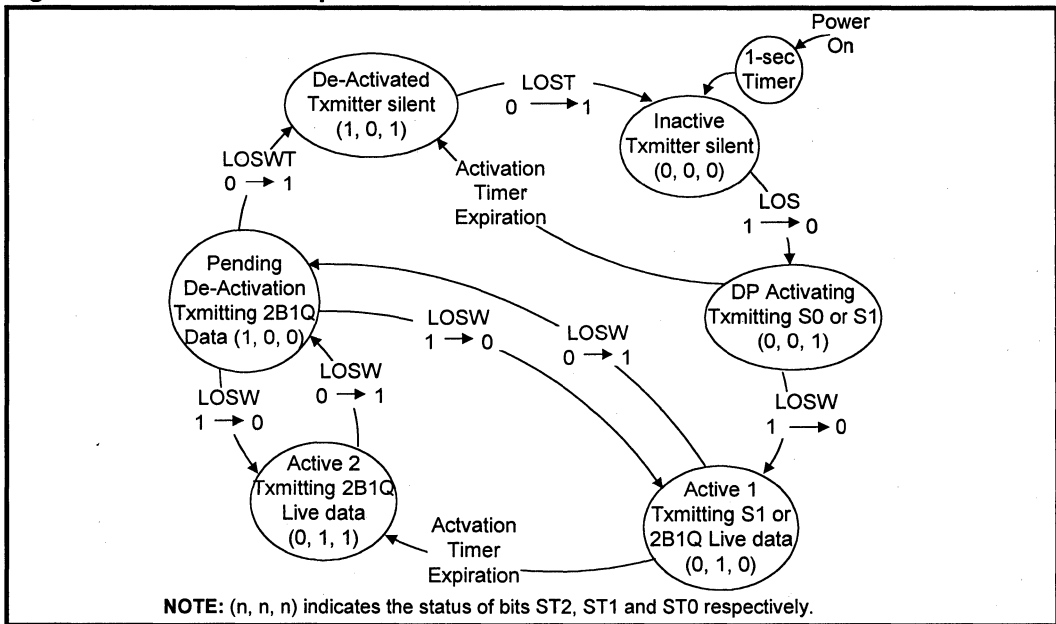 Power
On
1-sec
Timer
De-Activated
Txmitter silent
(1, 0, 1)
LOST
0 → 1
Inactive
Txmitter silent
(0, 0, 0)
LOSWT
0 → 1
Activation
Timer
Expiration
LOS
1 → 0
Pending
De-Activation
Txmitting 2B1Q
Data (1, 0, 0)
DP Activating
Txmitting S0 or S1
(0, 0, 1)
LOSW
1 → 0
LOSW
0 → 1
LOSW
1 → 0
LOSW
0 → 1
LOSW
1 → 0
Active 2
Txmitting 2B1Q
Live data
(0, 1, 1)
Active 1
Txmitting S1 or
2B1Q Live data
(0, 1, 0)
Actvation
Timer
Expiration
NOTE: (n, n, n) indicates the status of bits ST2, ST1 and ST0 respectively.